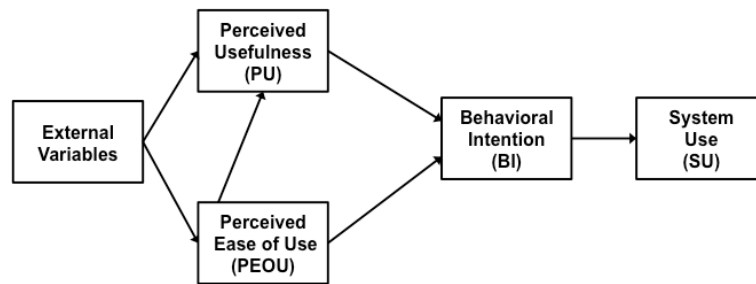 External
Variables
Perceived
Usefulness
(PU)
Perceived
Ease of Use
(PEOU)
Behavioral
Intention
(BI)
System
Use
(SU)